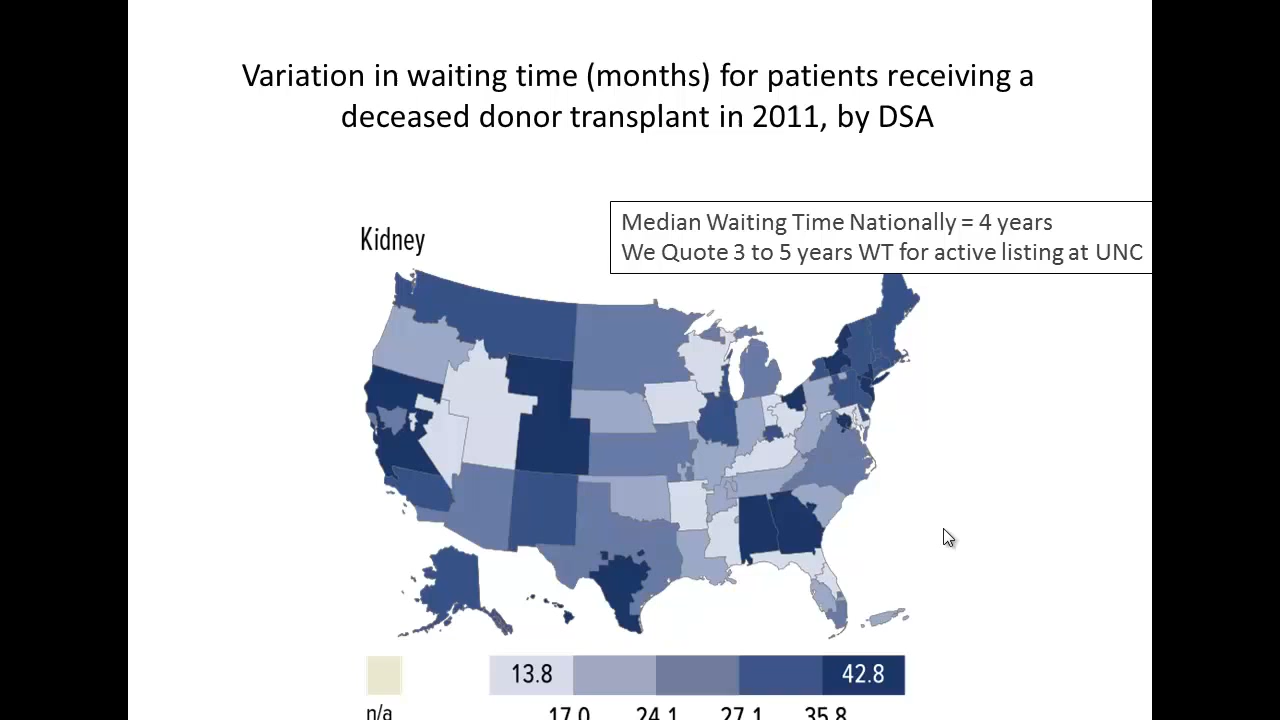 Variation in waiting time (months) for patients receiving a
deceased donor transplant in 2011, by DSA
Median Waiting Time Nationally = 4 years
We Quote 3 to 5 years WT for active listing at UNC
Kidney
13.8 42.8
n/a 17.0 24.1 27.1 35.8